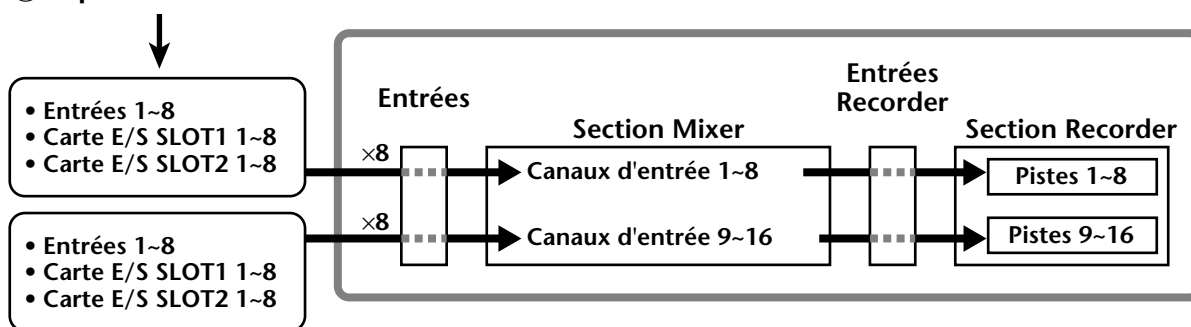 • Entrées 1~8
• Carte E/S SLOT1 1~8
• Carte E/S SLOT2 1~8
• Entrées 1~8
• Carte E/S SLOT1 1~8
• Carte E/S SLOT2 1~8
Entrées
×8
×8
Section Mixer
Canaux d'entrée 1~8
Canaux d'entrée 9~16
Entrées
Recorder
Section Recorder
Pistes 1~8
Pistes 9~16